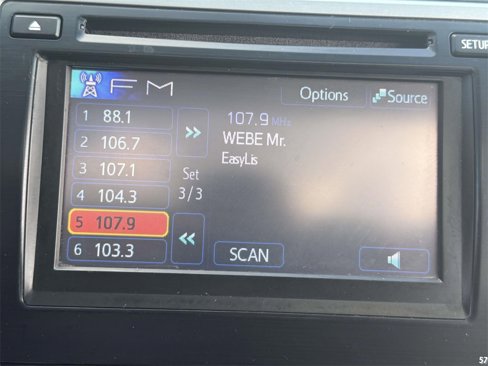 SETUP
FM
Options
Source
1 88.1
2 106.7
3 107.1
4 104.3
5 107.9
6 103.3
Set
3/3
107.9 MHz
WEBE Mr.
EasyLis
SCAN